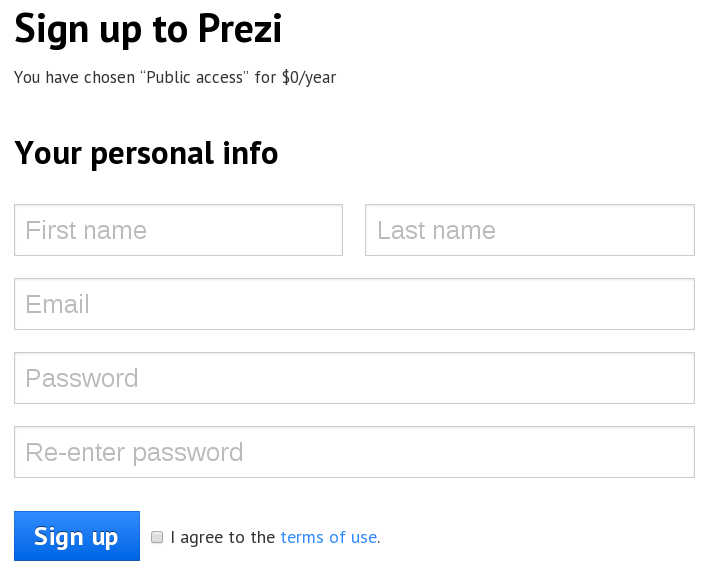 Sign up to Prezi
You have chosen “Public access” for $0/year
Your personal info
First name
Last name
Email
Password
Re-enter password
Sign up
I agree to the terms of use.